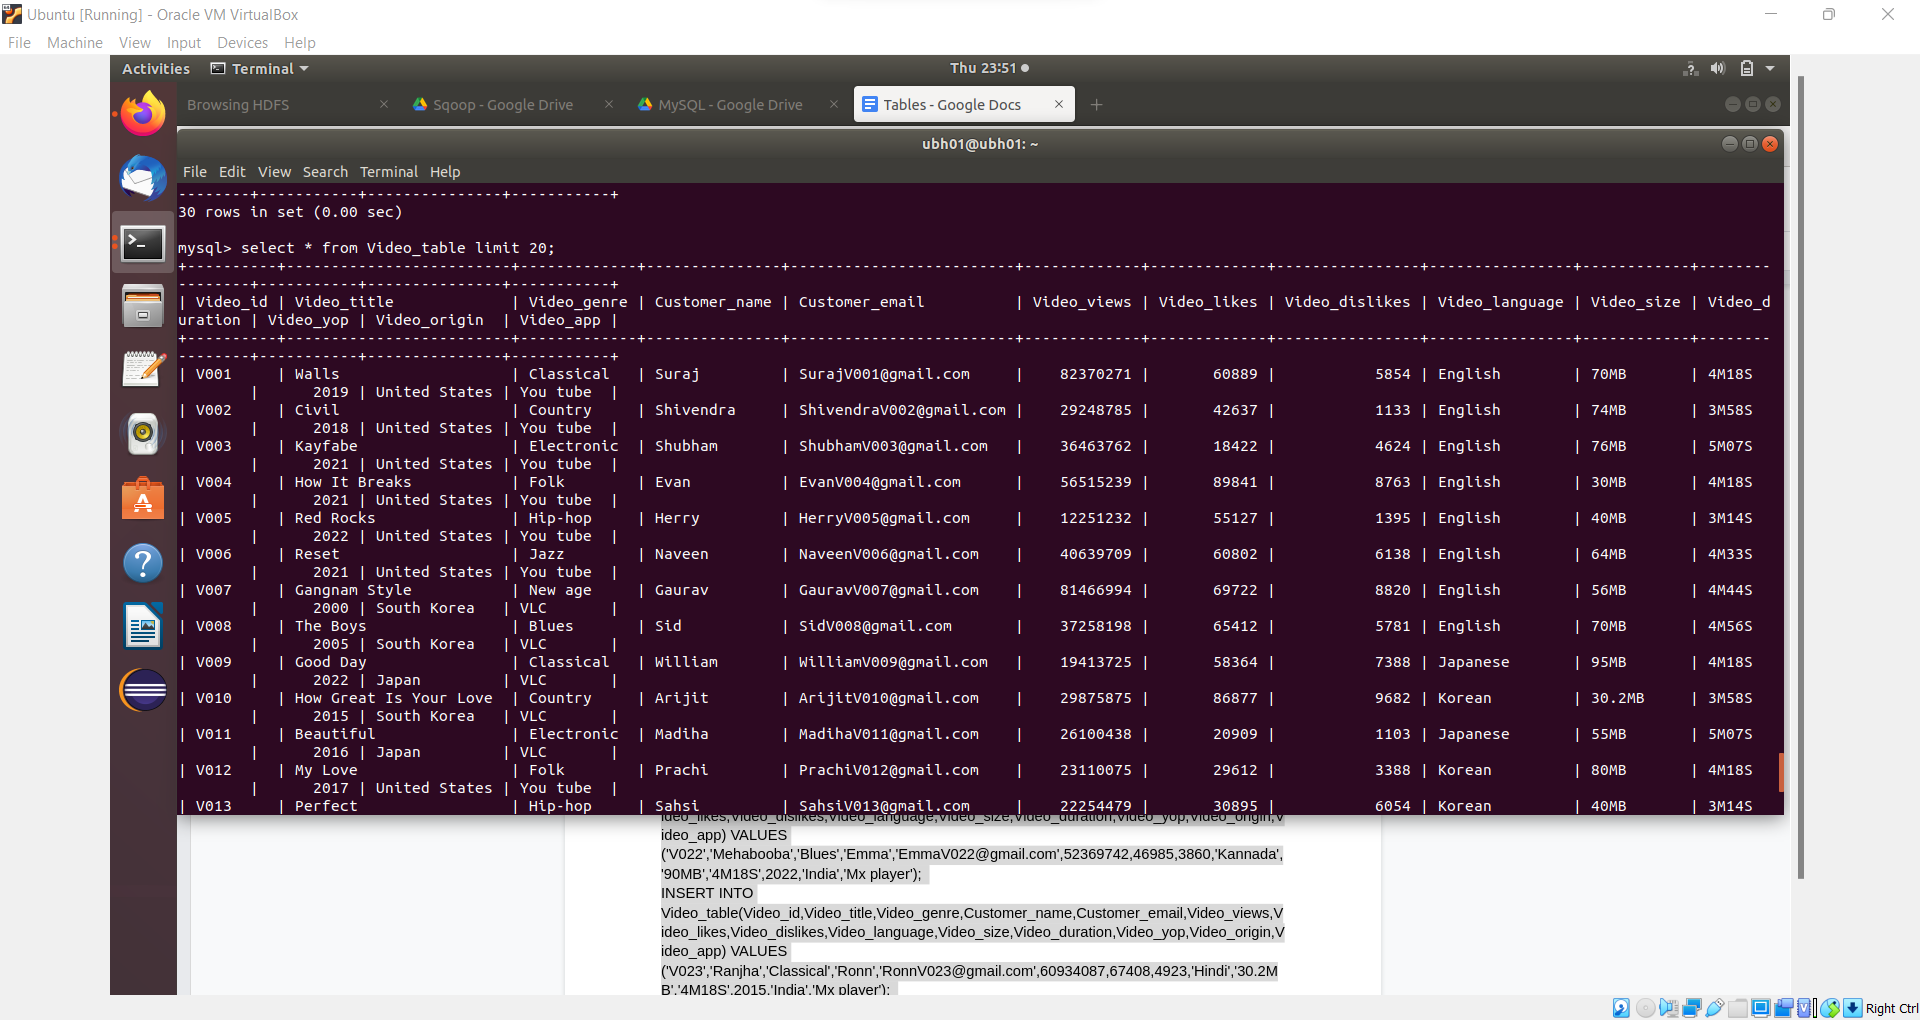 Ubuntu [Running] - Oracle VM VirtualBox
File Machine View Input Devices Help
Activities Terminal Thu 23:51
Browsing HDFS Sqoop - Google Drive MySQL - Google Drive Tables - Google Docs
ubh01@ubh01: ~
File Edit View Search Terminal Help
--------+-----------+---------------+-----------+
30 rows in set (0.00 sec)
mysql> select * from Video_table limit 20;
+----------+-------------------------+-------------+---------------+-------------------------+-------------+-------------+----------------+----------------+------------+--------
--------+-----------+---------------+-----------+
| Video_id | Video_title | Video_genre | Customer_name | Customer_email | Video_views | Video_likes | Video_dislikes | Video_language | Video_size | Video_d
uration | Video_yop | Video_origin | Video_app |
+----------+-------------------------+-------------+---------------+-------------------------+-------------+-------------+----------------+----------------+------------+--------
--------+-----------+---------------+-----------+
| V001 | Walls | Classical | Suraj | SurajV001@gmail.com | 82370271 | 60889 | 5854 | English | 70MB | 4M18S
| 2019 | United States | You tube |
| V002 | Civil | Country | Shivendra | ShivendraV002@gmail.com | 29248785 | 42637 | 1133 | English | 74MB | 3M58S
| 2018 | United States | You tube |
| V003 | Kayfabe | Electronic | Shubham | ShubhamV003@gmail.com | 36463762 | 18422 | 4624 | English | 76MB | 5M07S
| 2021 | United States | You tube |
| V004 | How It Breaks | Folk | Evan | EvanV004@gmail.com | 56515239 | 89841 | 8763 | English | 30MB | 4M18S
| 2021 | United States | You tube |
| V005 | Red Rocks | Hip-hop | Herry | HerryV005@gmail.com | 12251232 | 55127 | 1395 | English | 40MB | 3M14S
| 2022 | United States | You tube |
| V006 | Reset | Jazz | Naveen | NaveenV006@gmail.com | 40639709 | 60802 | 6138 | English | 64MB | 4M33S
| 2021 | United States | You tube |
| V007 | Gangnam Style | New age | Gaurav | GauravV007@gmail.com | 81466994 | 69722 | 8820 | English | 56MB | 4M44S
| 2000 | South Korea | VLC |
| V008 | The Boys | Blues | Sid | SidV008@gmail.com | 37258198 | 65412 | 5781 | English | 70MB | 4M56S
| 2005 | South Korea | VLC |
| V009 | Good Day | Classical | William | WilliamV009@gmail.com | 19413725 | 58364 | 7388 | Japanese | 95MB | 4M18S
| 2022 | Japan | VLC |
| V010 | How Great Is Your Love | Country | Arijit | ArijitV010@gmail.com | 29875875 | 86877 | 9682 | Korean | 30.2MB | 3M58S
| 2015 | South Korea | VLC |
| V011 | Beautiful | Electronic | Madiha | MadihaV011@gmail.com | 26100438 | 20909 | 1103 | Japanese | 55MB | 5M07S
| 2016 | Japan | VLC |
| V012 | My Love | Folk | Prachi | PrachiV012@gmail.com | 23110075 | 29612 | 3388 | Korean | 80MB | 4M18S
| 2017 | United States | You tube |
| V013 | Perfect | Hip-hop | Sahsi | SahsiV013@gmail.com | 22254479 | 30895 | 6054 | Korean | 40MB | 3M14S
ideo_likes,Video_dislikes,Video_language,Video_size,Video_duration,Video_yop,Video_origin,V
ideo_app) VALUES
('V022','Mehabooba','Blues','Emma','EmmaV022@gmail.com',52369742,46985,3860,'Kannada',
'90MB','4M18S',2022,'India','Mx player');
INSERT INTO
Video_table(Video_id,Video_title,Video_genre,Customer_name,Customer_email,Video_views,V
ideo_likes,Video_dislikes,Video_language,Video_size,Video_duration,Video_yop,Video_origin,V
ideo_app) VALUES
('V023','Ranjha','Classical','Ronn','RonnV023@gmail.com',60934087,67408,4923,'Hindi','30.2M
B','4M18S',2015,'India','Mx player');
Right Ctrl